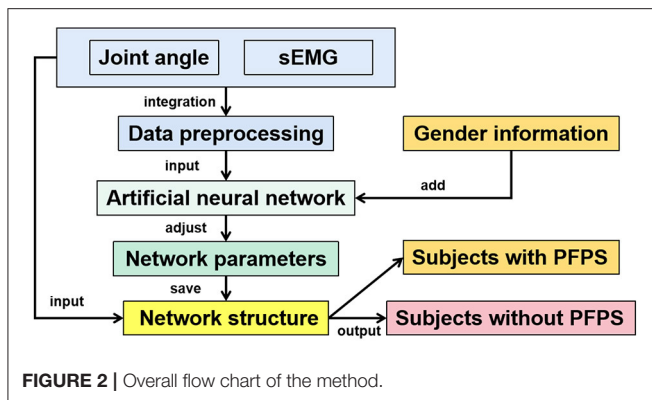 Joint angle
sEMG
integration
Data preprocessing
Gender information
input
add
Artificial neural network
adjust
Network parameters
Subjects with PFPS
save
input
Network structure
output
Subjects without PFPS
FIGURE 2 | Overall flow chart of the method.